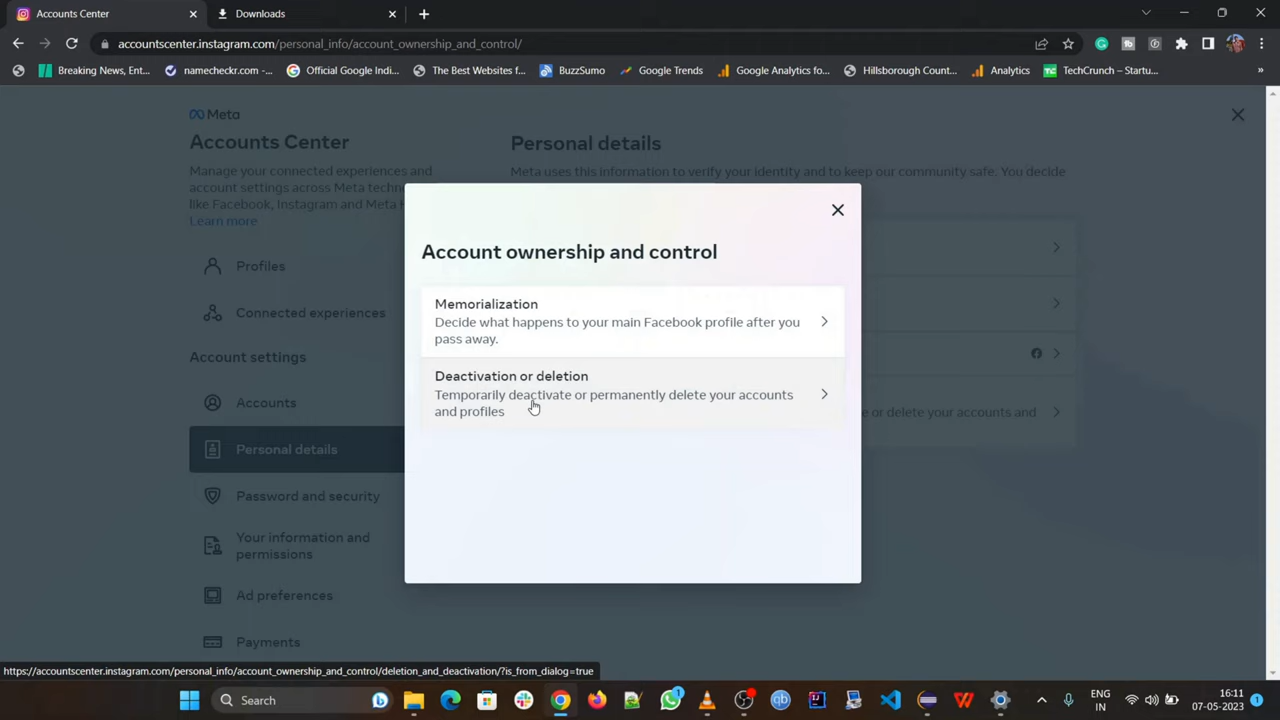 Accounts Center
Downloads
accountscenter.instagram.com/personal_info/account_ownership_and_control/
Breaking News, Ent...
namecheckr.com -...
Official Google Indi...
The Best Websites f...
BuzzSumo
Google Trends
Google Analytics fo...
Hillsborough Count...
Analytics
TechCrunch – Startu...
Meta
Accounts Center
Manage your connected experiences and
account settings across Meta techn
like Facebook, Instagram and Meta H
Learn more
Profiles
Connected experiences
Account settings
Accounts
Personal details
Password and security
Your information and
permissions
Ad preferences
Payments
Personal details
Meta uses this information to verify your identity and to keep our community safe. You decide
e or delete your accounts and
Account ownership and control
Memorialization
Decide what happens to your main Facebook profile after you
pass away.
Deactivation or deletion
Temporarily deactivate or permanently delete your accounts
and profiles
https://accountscenter.instagram.com/personal_info/account_ownership_and_control/deletion_and_deactivation/?is_from_dialog=true
Search
1
ENG
IN
16:11
07-05-2023
1